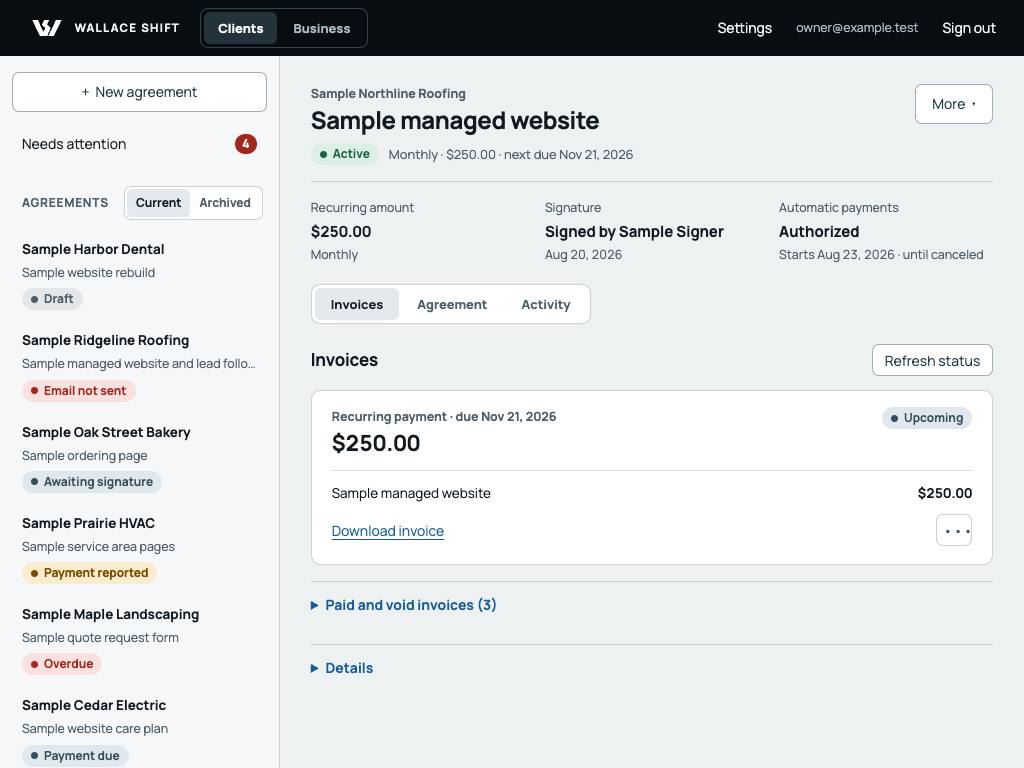 WALLACE SHIFT
Clients
Business
Settings
owner@example.test
Sign out
+ New agreement
Needs attention
4
AGREEMENTS
Current
Archived
Sample Harbor Dental
Sample website rebuild
Draft
Sample Ridgeline Roofing
Sample managed website and lead follo...
Email not sent
Sample Oak Street Bakery
Sample ordering page
Awaiting signature
Sample Prairie HVAC
Sample service area pages
Payment reported
Sample Maple Landscaping
Sample quote request form
Overdue
Sample Cedar Electric
Sample website care plan
Payment due
Sample Northline Roofing
Sample managed website
More
Active
Monthly · $250.00 · next due Nov 21, 2026
Recurring amount
$250.00
Monthly
Signature
Signed by Sample Signer
Aug 20, 2026
Automatic payments
Authorized
Starts Aug 23, 2026 · until canceled
Invoices
Agreement
Activity
Invoices
Refresh status
Recurring payment · due Nov 21, 2026
Upcoming
$250.00
Sample managed website
$250.00
Download invoice
Paid and void invoices (3)
Details